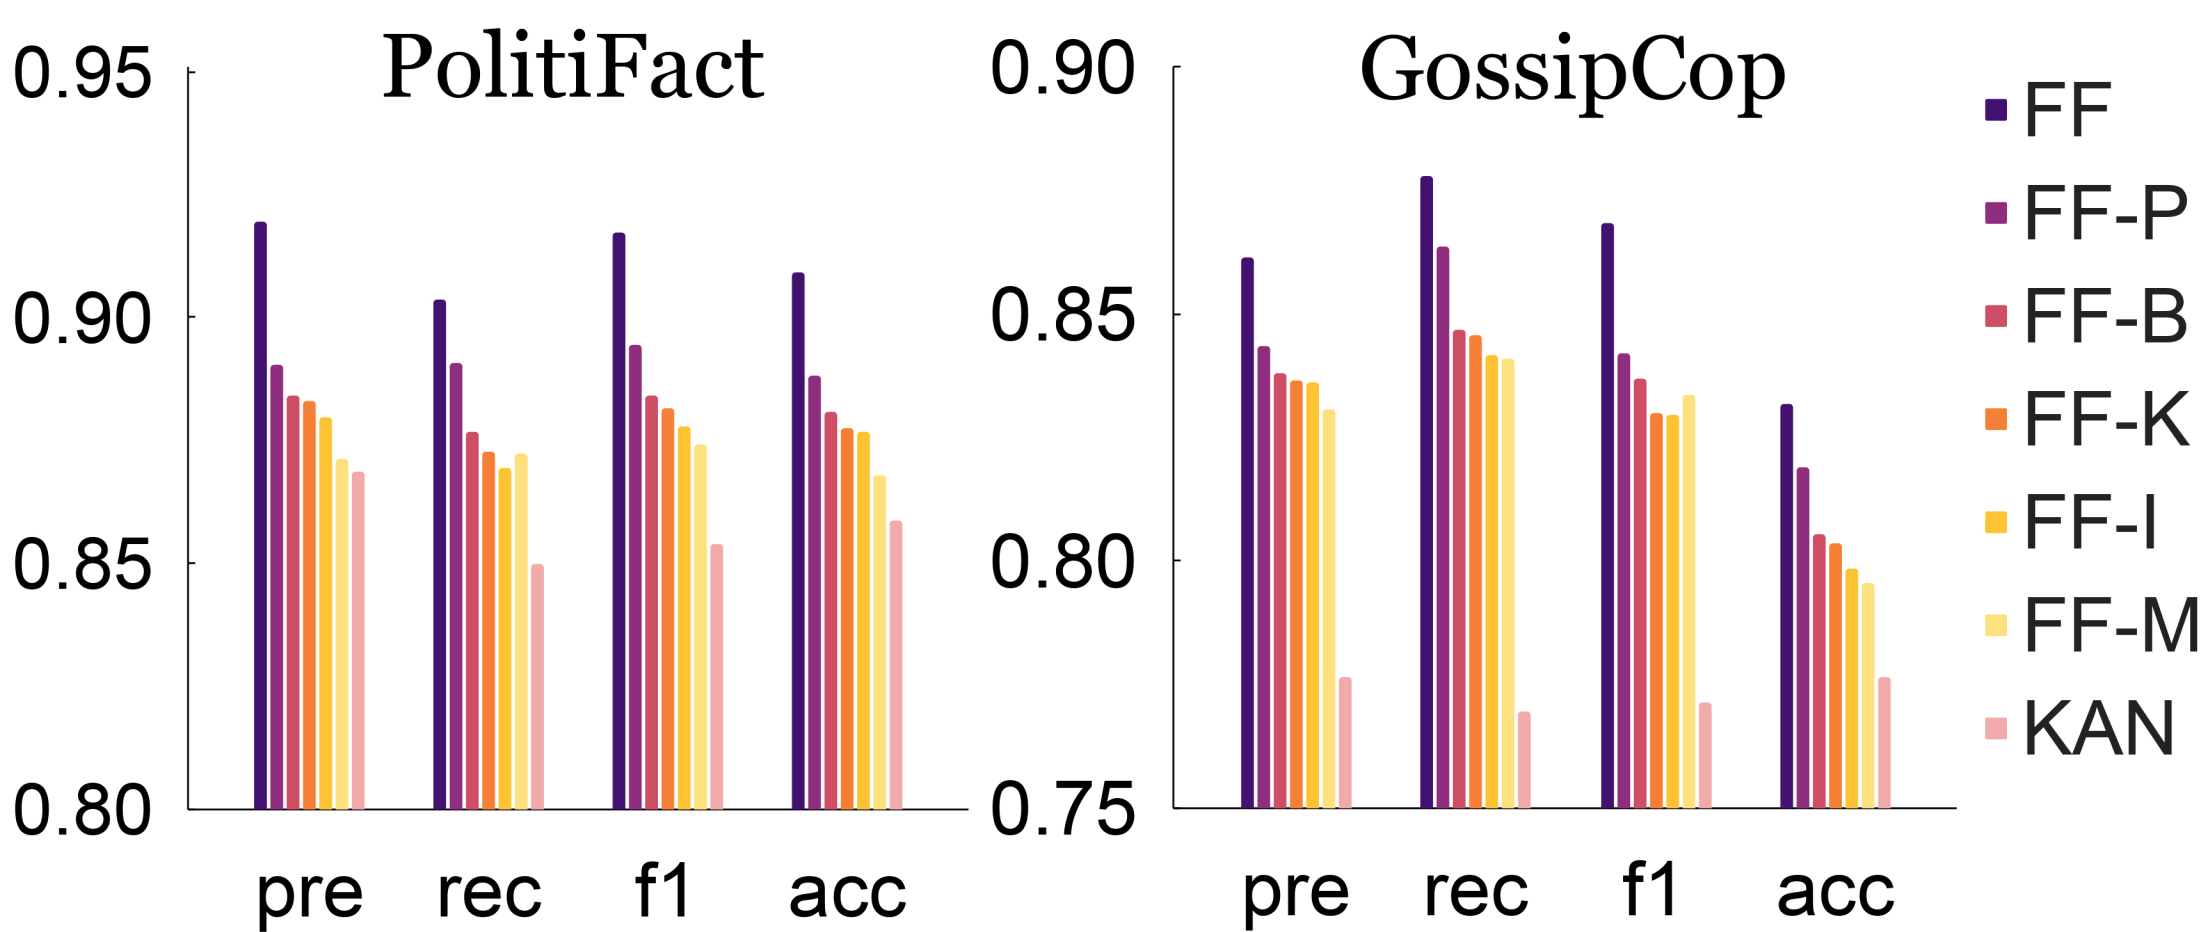 PolitiFact
0.95
0.90
0.85
0.80
pre rec f1 acc
GossipCop
0.90
0.85
0.80
0.75
pre rec f1 acc
FF
FF-P
FF-B
FF-K
FF-I
FF-M
KAN